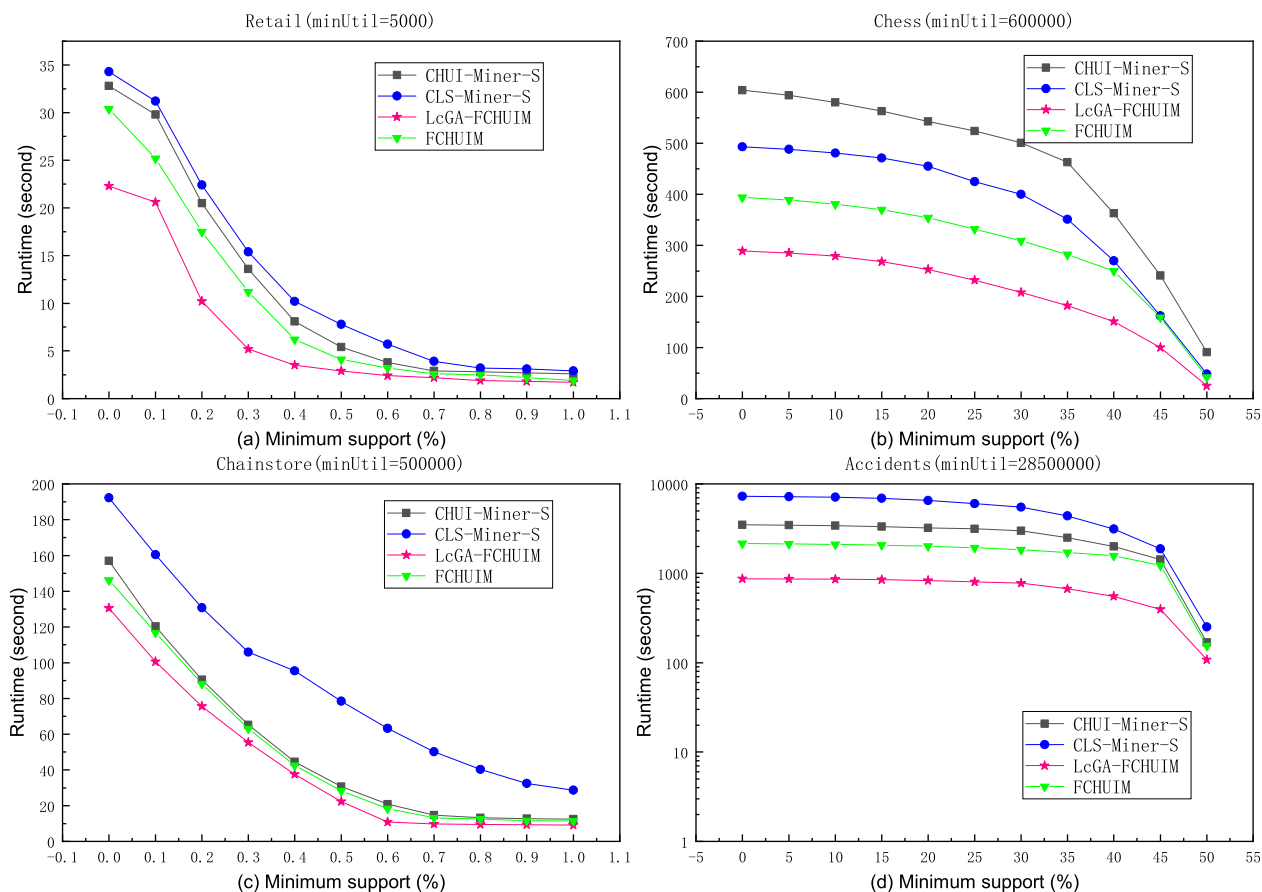 Retail(minUtil=5000)
Runtime (second)
35
30
25
20
15
10
5
0
-0.1 0.0 0.1 0.2 0.3 0.4 0.5 0.6 0.7 0.8 0.9 1.0 1.1
CHUI-Miner-S
CLS-Miner-S
LcGA-FCHUIM
FCHUIM
(a) Minimum support (%)
Chess(minUtil=600000)
Runtime (second)
700
600
500
400
300
200
100
0
-5 0 5 10 15 20 25 30 35 40 45 50 55
CHUI-Miner-S
CLS-Miner-S
LcGA-FCHUIM
FCHUIM
(b) Minimum support (%)
Chainstore(minUtil=500000)
Runtime (second)
200
180
160
140
120
100
80
60
40
20
0
-0.1 0.0 0.1 0.2 0.3 0.4 0.5 0.6 0.7 0.8 0.9 1.0 1.1
CHUI-Miner-S
CLS-Miner-S
LcGA-FCHUIM
FCHUIM
(c) Minimum support (%)
Accidents(minUtil=28500000)
Runtime (second)
10000
1000
100
10
1
-5 0 5 10 15 20 25 30 35 40 45 50 55
CHUI-Miner-S
CLS-Miner-S
LcGA-FCHUIM
FCHUIM
(d) Minimum support (%)